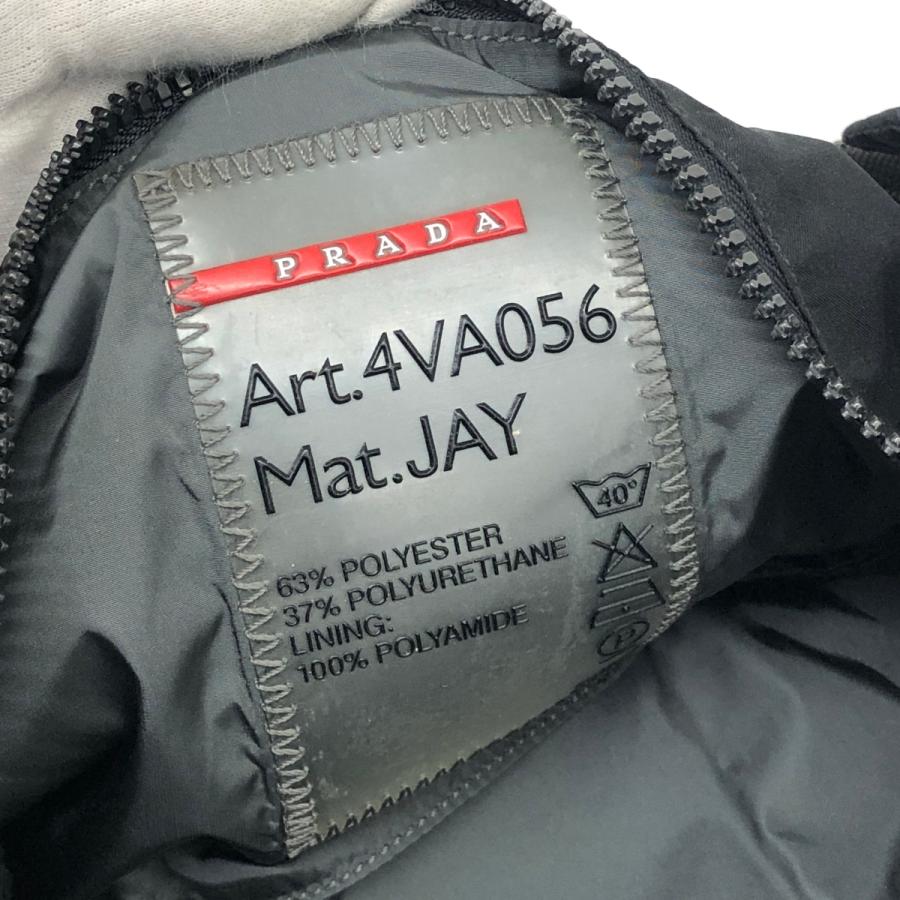 PRADA
Art.4VA056
Mat.JAY
40°
63% POLYESTER
37% POLYURETHANE
LINING:
100% POLYAMIDE
P